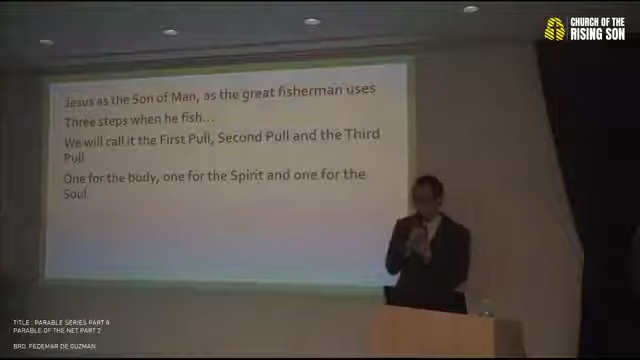 CHURCH OF THE
RISING SON
Jesus as the Son of Man, as the great fisherman uses
Three steps when he fish...
We will call it the First Pull, Second Pull and the Third
Pull
One for the body, one for the Spirit and one for the
Soul
TITLE : PARABLE SERIES PART 8
PARABLE OF THE NET PART 2
BRO. FEDEMAR DE GUZMAN